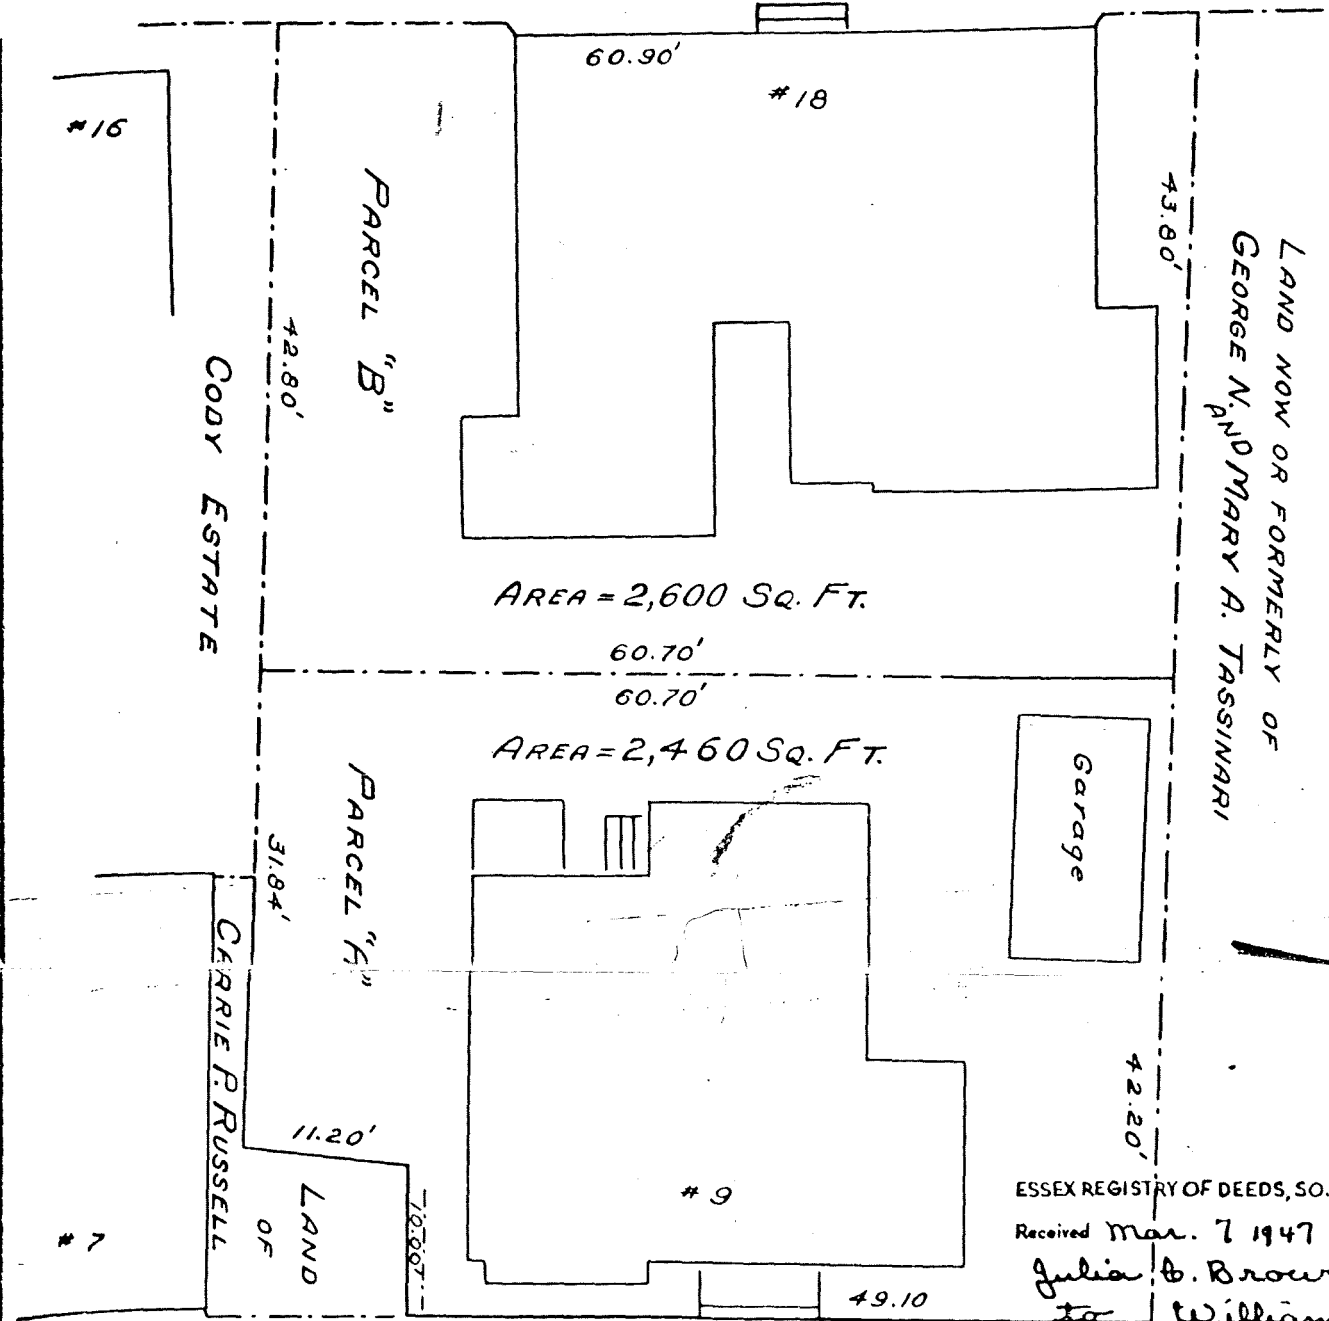 60.90'
#18
#16
PARCEL "B"
43.80'
LAND NOW OR FORMERLY OF
GEORGE N. AND MARY A. TASSINARI
42.80'
CODY ESTATE
AREA = 2,600 SQ. FT.
60.70'
60.70'
AREA = 2,460 SQ. FT.
Garage
PARCEL "A"
31.84'
CARRIE P. RUSSELL
42.20'
11.20'
#9
LAND
OF
10.00'
#7
49.10
ESSEX REGISTRY OF DEEDS, SO.
Received Mar. 7 1947
Julia C. Brown
to William